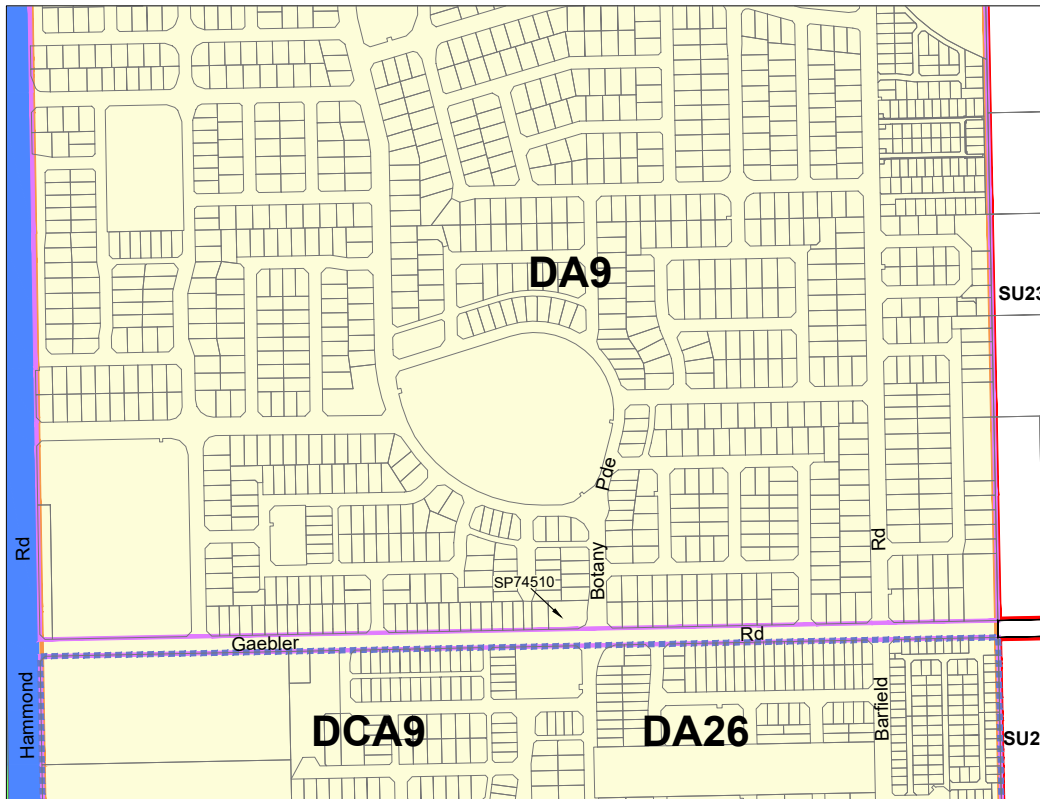 DA9
SU23
Pde
Rd
Rd
Botany
SP74510
Gaebler
Rd
Hammond
Barfield
DCA9
DA26
SU2